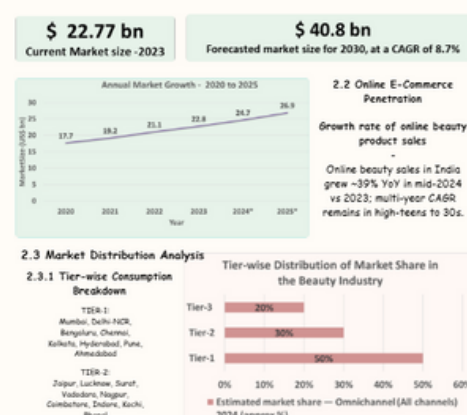 $ 22.77 bn
Current Market size -2023
$ 40.8 bn
Forecasted market size for 2030, at a CAGR of 8.7%
Annual Market Growth - 2020 to 2025
MarketSize (US$ bn)
30
25
20
15
10
5
0
17.7
19.2
21.1
22.8
24.7
26.9
2020
2021
2022
2023
2024*
2025*
Year
2.2 Online E-Commerce
Penetration
Growth rate of online beauty
product sales
-
Online beauty sales in India
grew ~39% YoY in mid-2024
vs 2023; multi-year CAGR
remains in high-teens to 30s.
2.3 Market Distribution Analysis
2.3.1 Tier-wise Consumption
Breakdown
TIER-1:
Mumbai, Delhi-NCR,
Bengaluru, Chennai,
Kolkata, Hyderabad, Pune,
Ahmedabad
TIER-2:
Jaipur, Lucknow, Surat,
Vadodara, Nagpur,
Coimbatore, Indore, Kochi,
Tier-wise Distribution of Market Share in
the Beauty Industry
Tier-3
20%
Tier-2
30%
Tier-1
50%
0%
10%
20%
30%
40%
50%
60%
Estimated market share — Omnichannel (All channels)